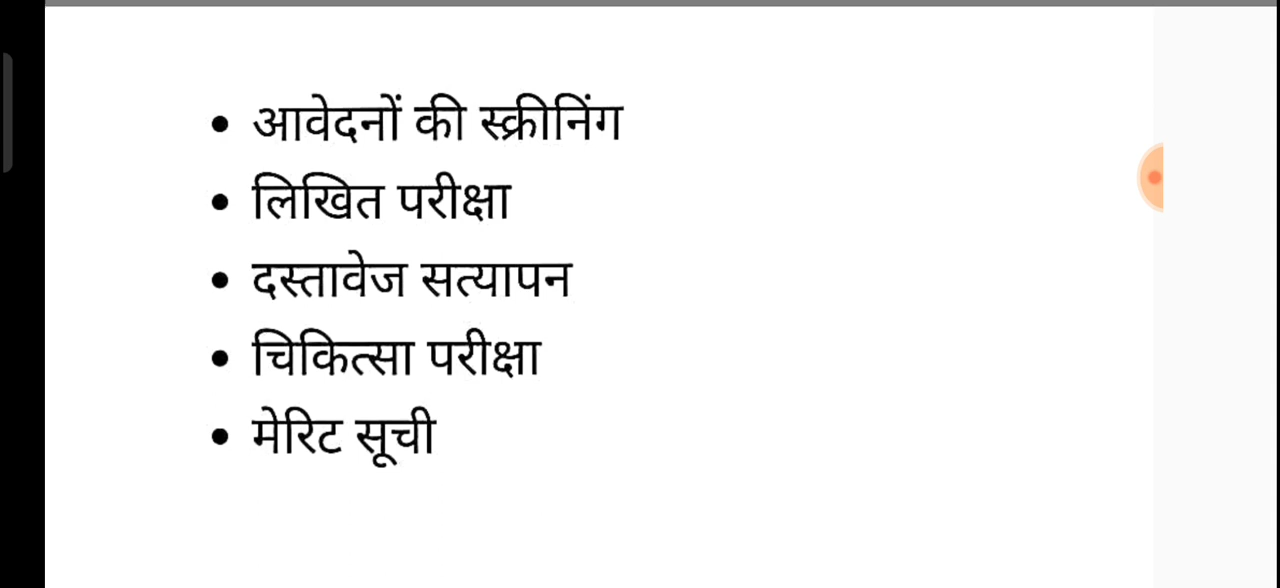 • आवेदनों की स्क्रीनिंग
• लिखित परीक्षा
• दस्तावेज सत्यापन
• चिकित्सा परीक्षा
• मेरिट सूची